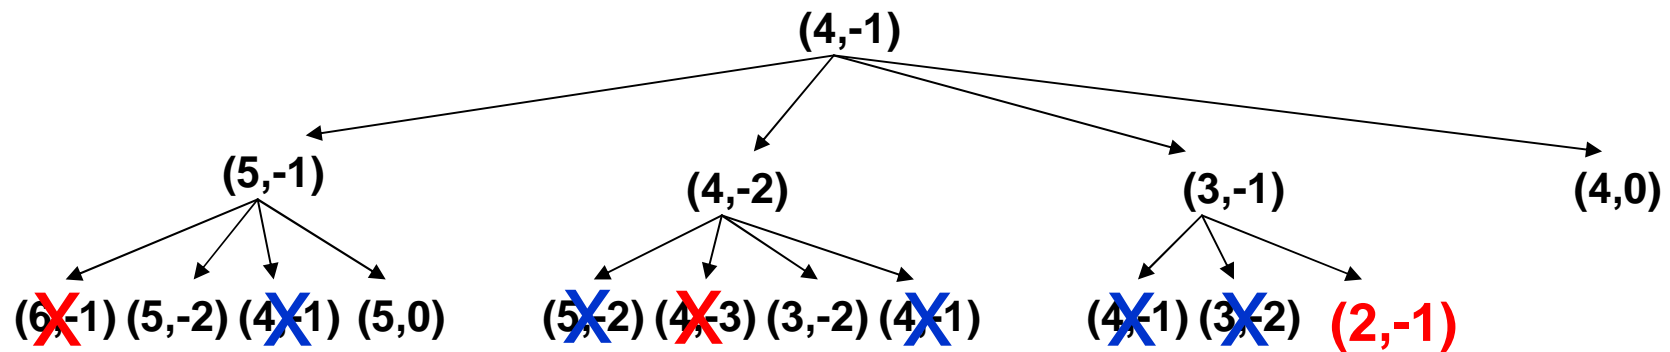 (4,-1)
(5,-1) (4,-2) (3,-1) (4,0)
(6,-1) (5,-2) (4,-1) (5,0) (5,-2) (4,-3) (3,-2) (4,-1) (4,-1) (3,-2) (2,-1)